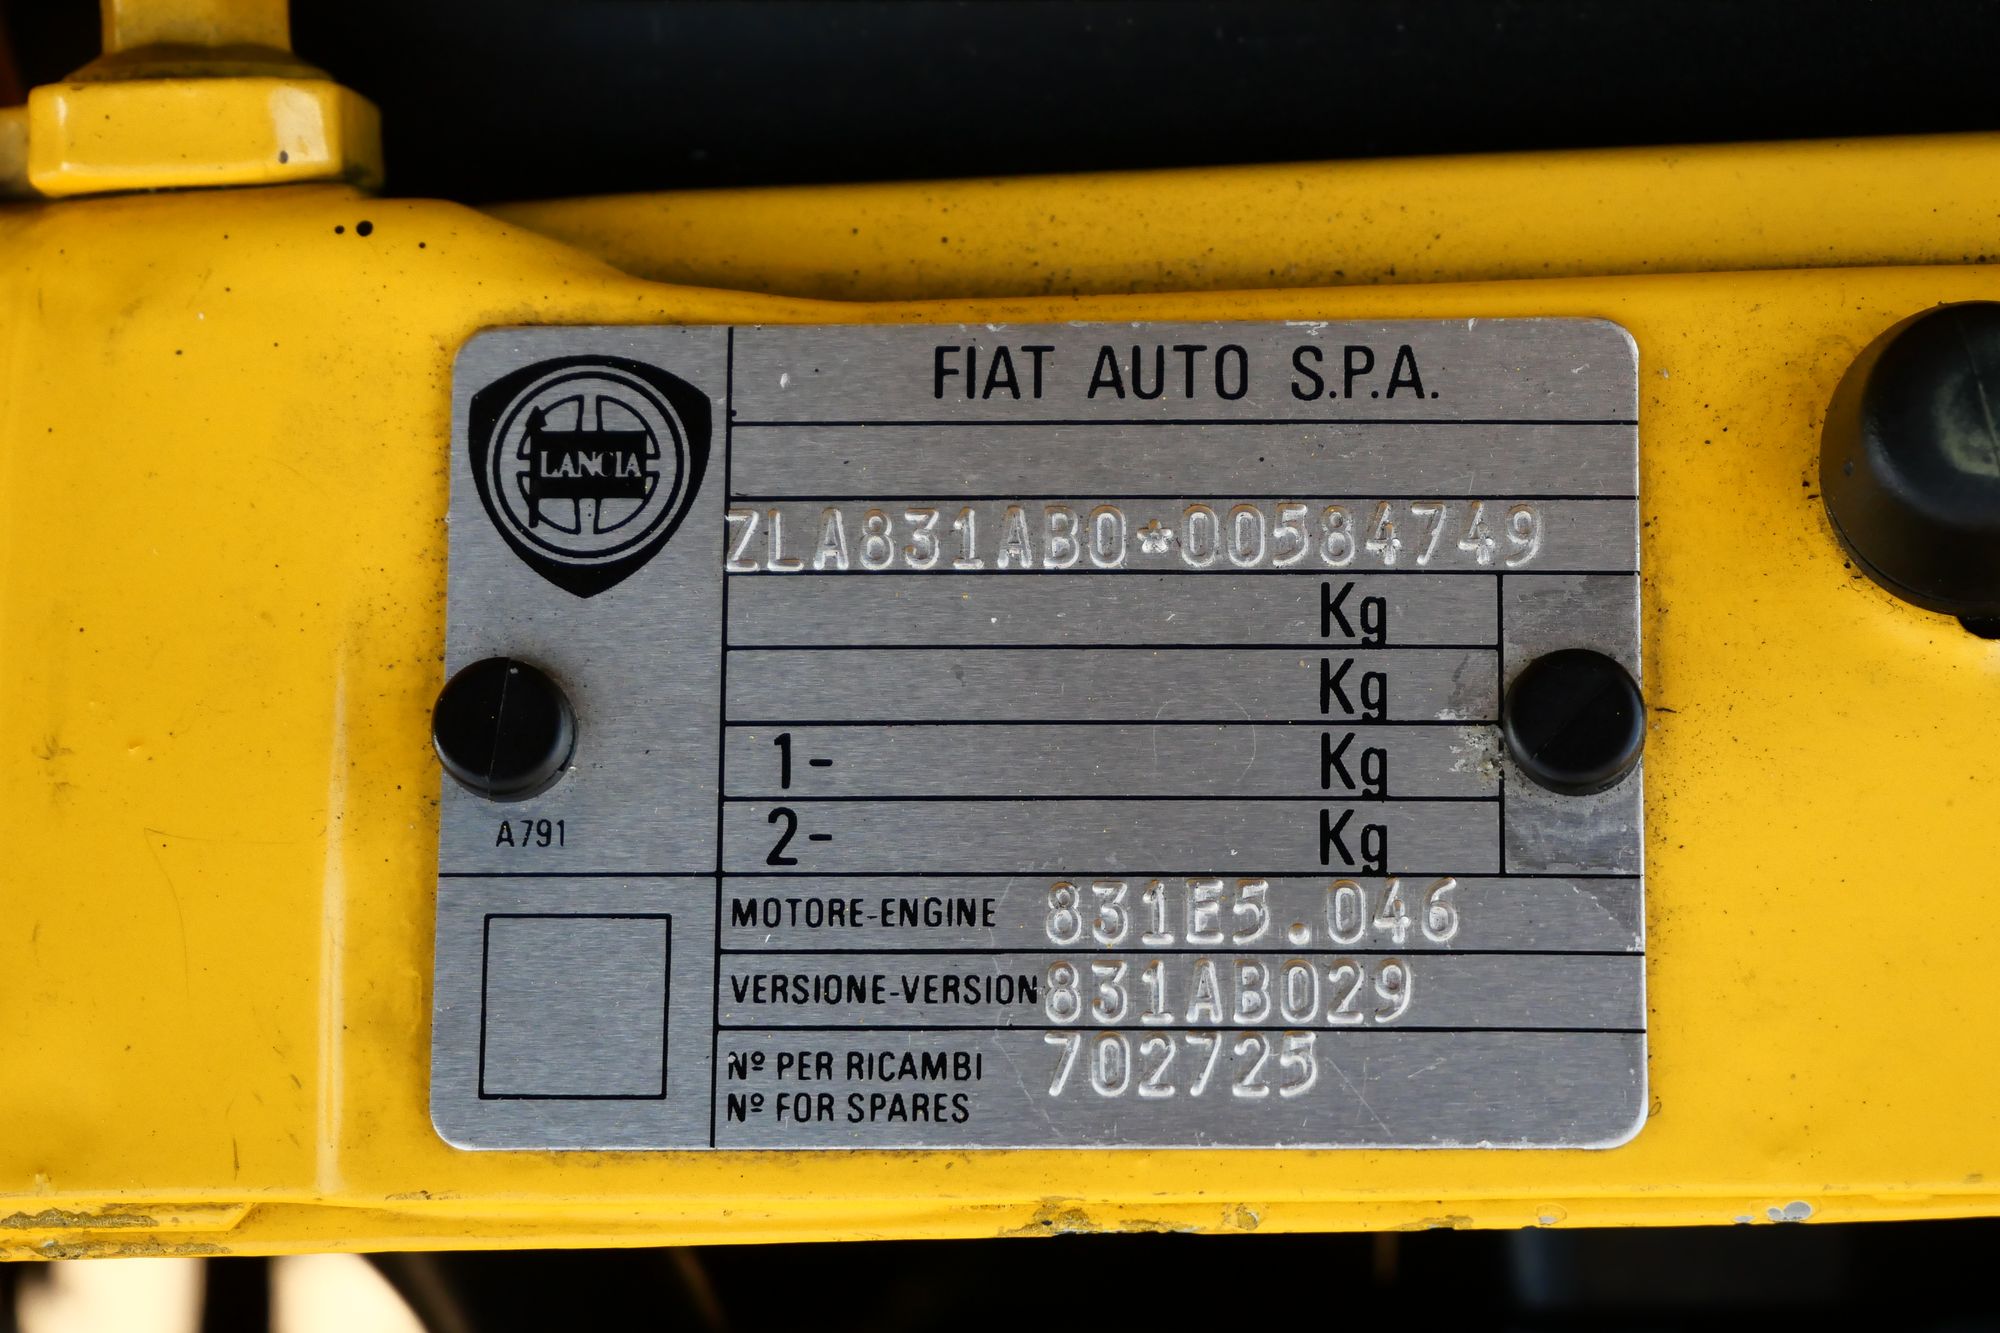 FIAT AUTO S.P.A.
LANCIA
ZLA831AB0*00584749
Kg
Kg
1- Kg
2- Kg
A791
MOTORE-ENGINE 831E5.046
VERSIONE-VERSION 831AB029
Nº PER RICAMBI 702725
Nº FOR SPARES